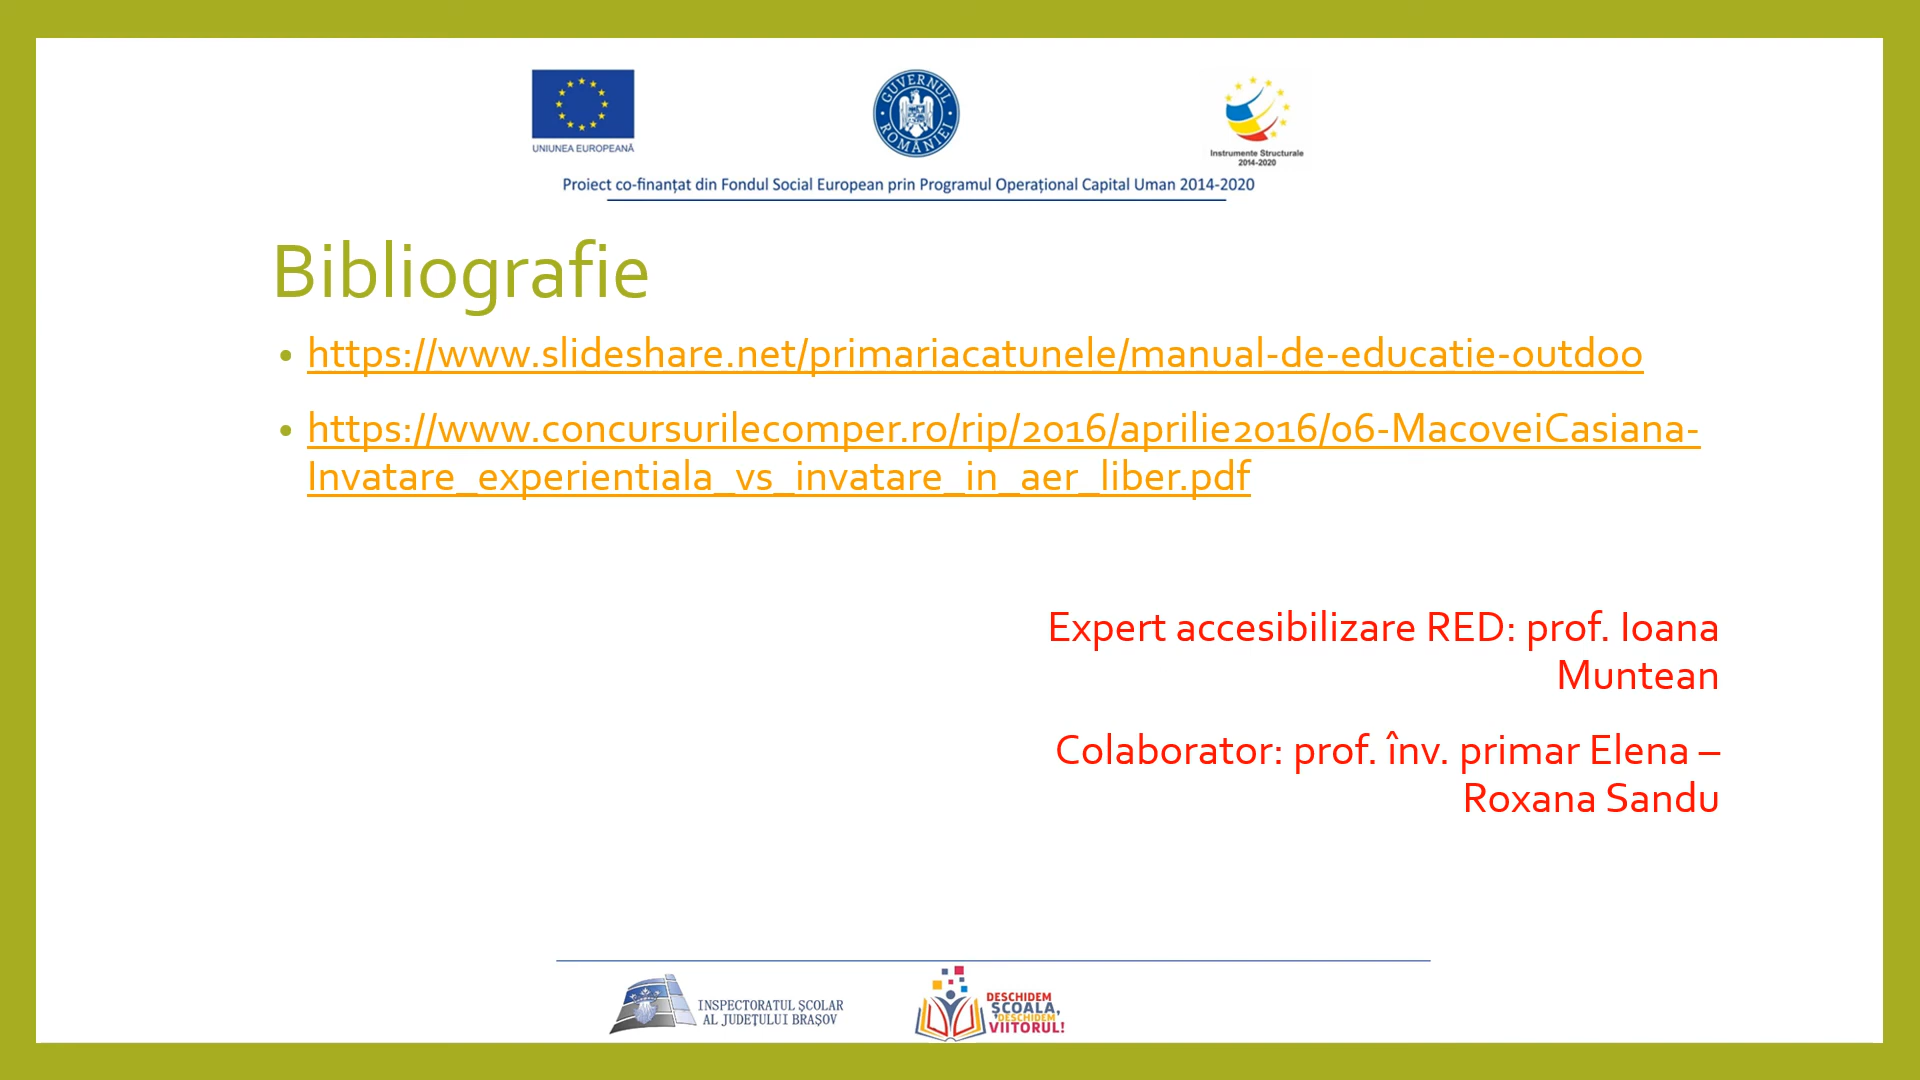 UNIUNEA EUROPEANĂ
GUVERNUL ROMÂNIEI
Instrumente Structurale
2014-2020
Proiect co-finanțat din Fondul Social European prin Programul Operațional Capital Uman 2014-2020
Bibliografie
• https://www.slideshare.net/primariacatunele/manual-de-educatie-outdoo
• https://www.concursurilecomper.ro/rip/2016/aprilie2016/06-MacoveiCasiana-
Invatare_experientiala_vs_invatare_in_aer_liber.pdf
Expert accesibilizare RED: prof. Ioana
Muntean
Colaborator: prof. înv. primar Elena –
Roxana Sandu
INSPECTORATUL ȘCOLAR
AL JUDEȚULUI BRAȘOV
DESCHIDEM
ȘCOALA,
DESCHIDEM
VIITORUL!